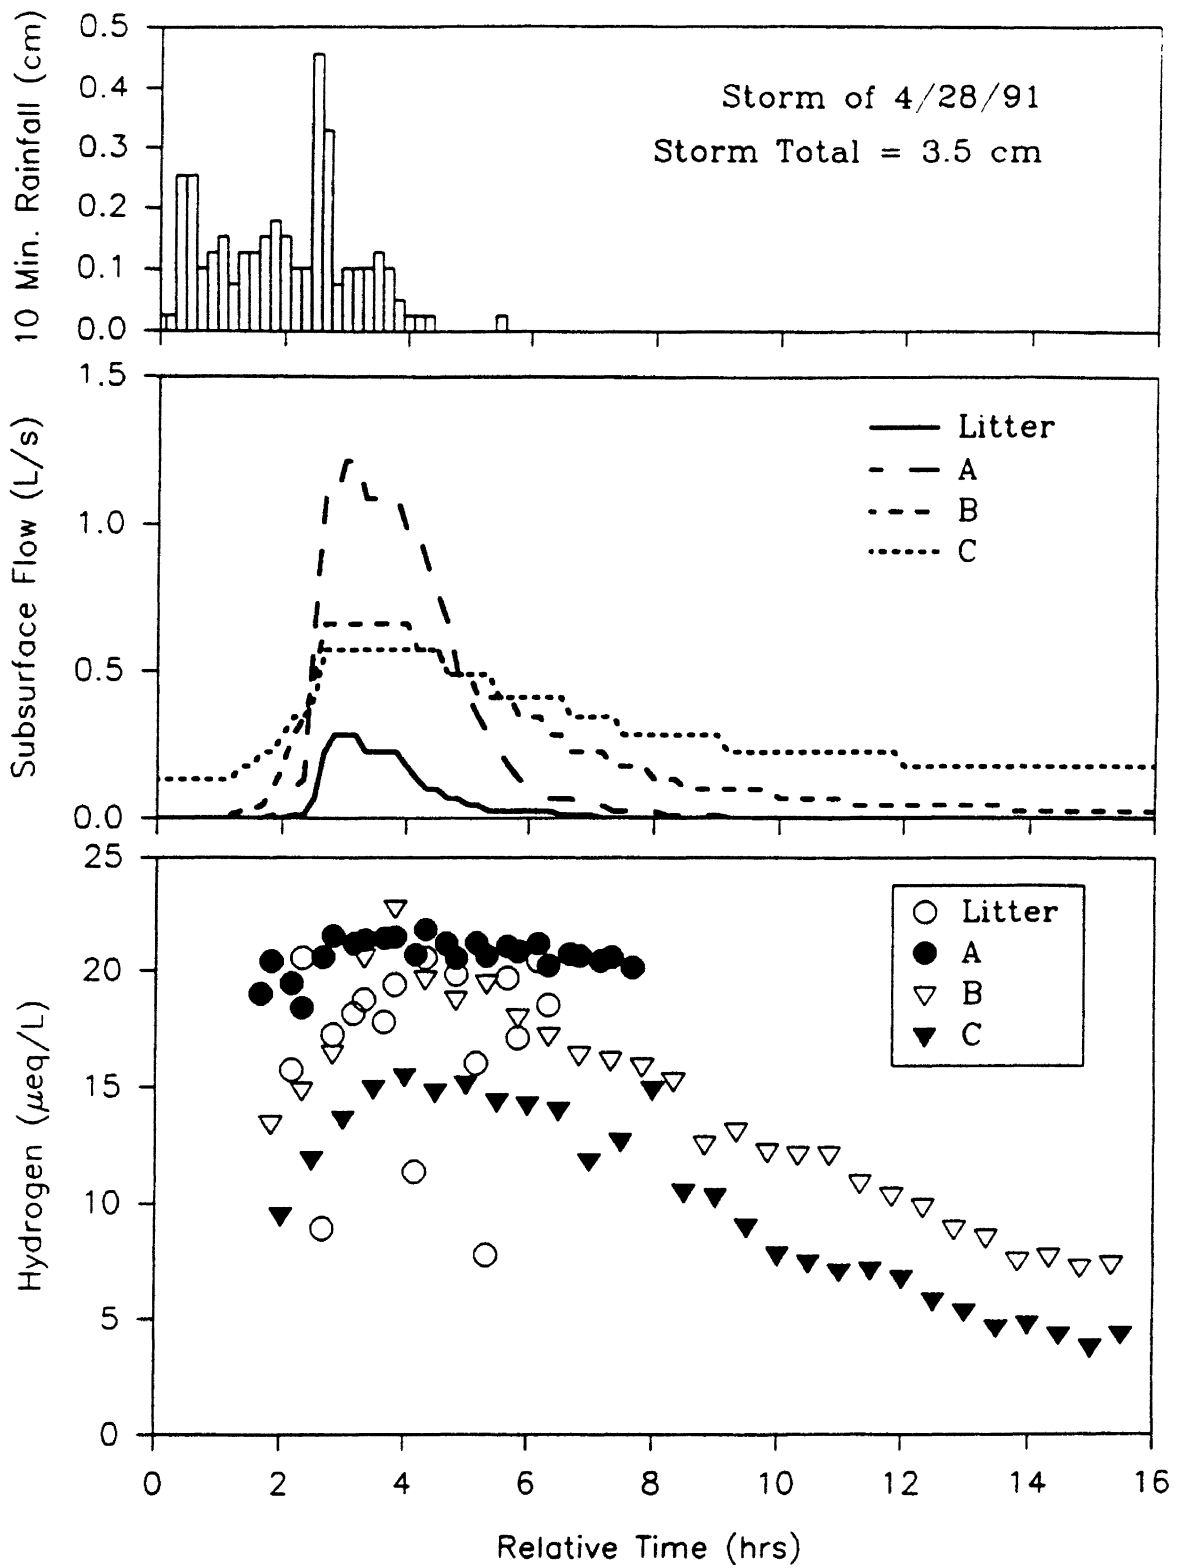 0.5
0.4
0.3
0.2
0.1
0.0
10 Min. Rainfall (cm)
Storm of 4/28/91
Storm Total = 3.5 cm
1.5
1.0
0.5
0.0
Subsurface Flow (L/s)
Litter
A
B
C
25
20
15
10
5
0
Hydrogen (μeq/L)
Litter
A
B
C
0 2 4 6 8 10 12 14 16
Relative Time (hrs)